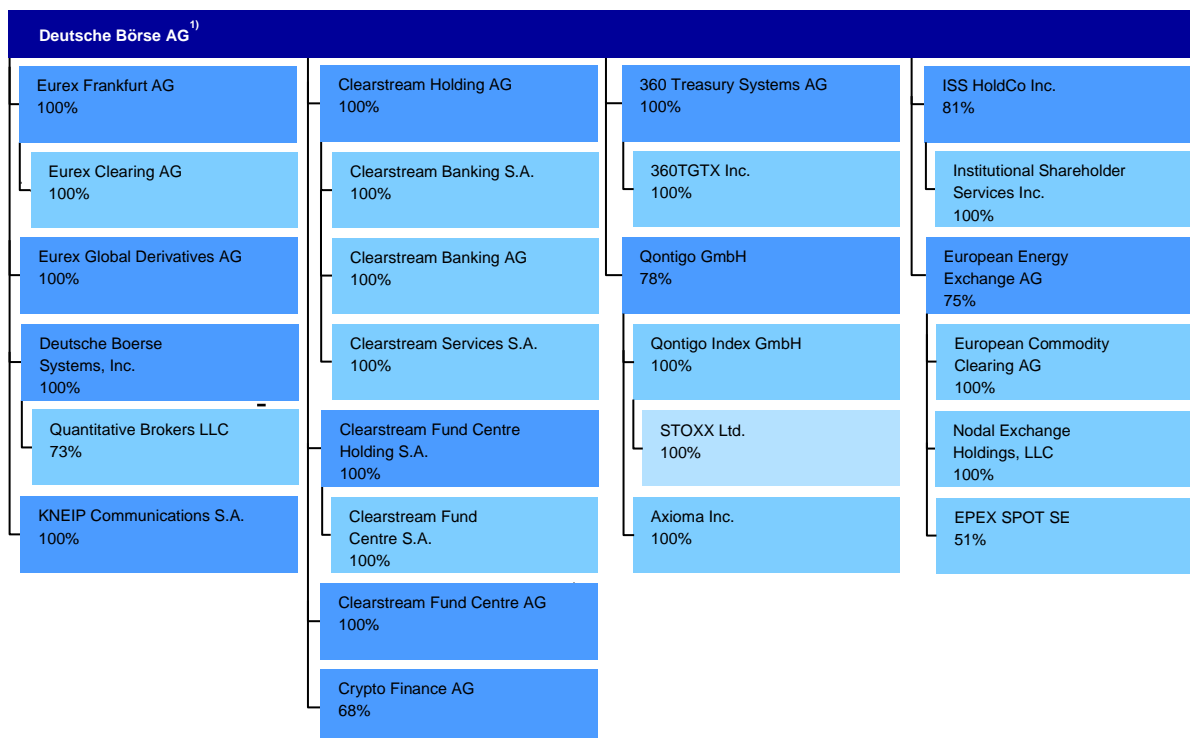 Deutsche Börse AG 1)
Eurex Frankfurt AG
100%
Eurex Clearing AG
100%
Eurex Global Derivatives AG
100%
Deutsche Boerse
Systems, Inc.
100%
Quantitative Brokers LLC
73%
KNEIP Communications S.A.
100%
Clearstream Holding AG
100%
Clearstream Banking S.A.
100%
Clearstream Banking AG
100%
Clearstream Services S.A.
100%
Clearstream Fund Centre
Holding S.A.
100%
Clearstream Fund
Centre S.A.
100%
Clearstream Fund Centre AG
100%
Crypto Finance AG
68%
360 Treasury Systems AG
100%
360TGTX Inc.
100%
Qontigo GmbH
78%
Qontigo Index GmbH
100%
STOXX Ltd.
100%
Axioma Inc.
100%
ISS HoldCo Inc.
81%
Institutional Shareholder
Services Inc.
100%
European Energy
Exchange AG
75%
European Commodity
Clearing AG
100%
Nodal Exchange
Holdings, LLC
100%
EPEX SPOT SE
51%